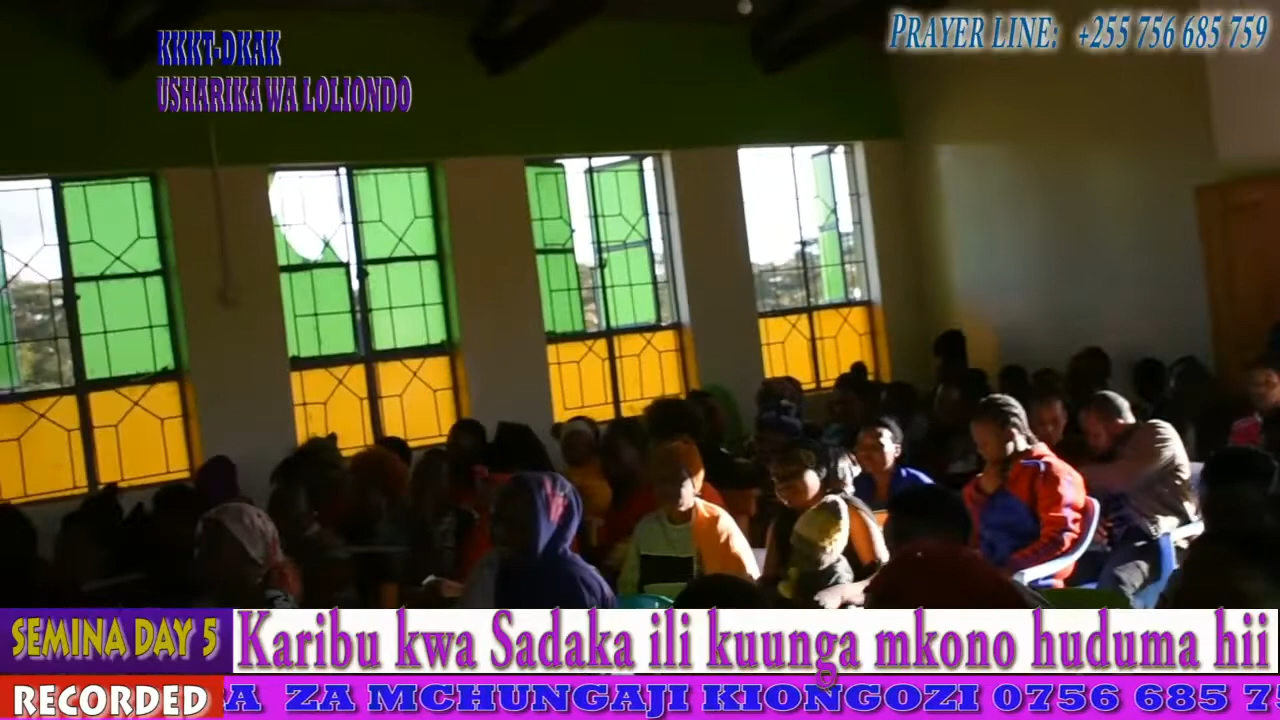 KKKT-DKAK
USHARIKA WA LOLIONDO
PRAYER LINE: +255 756 685 759
SEMINA DAY 5
Karibu kwa Sadaka ili kuunga mkono huduma hii
RECORDED
A ZA MCHUNGAJI KIONGOZI 0756 685 75